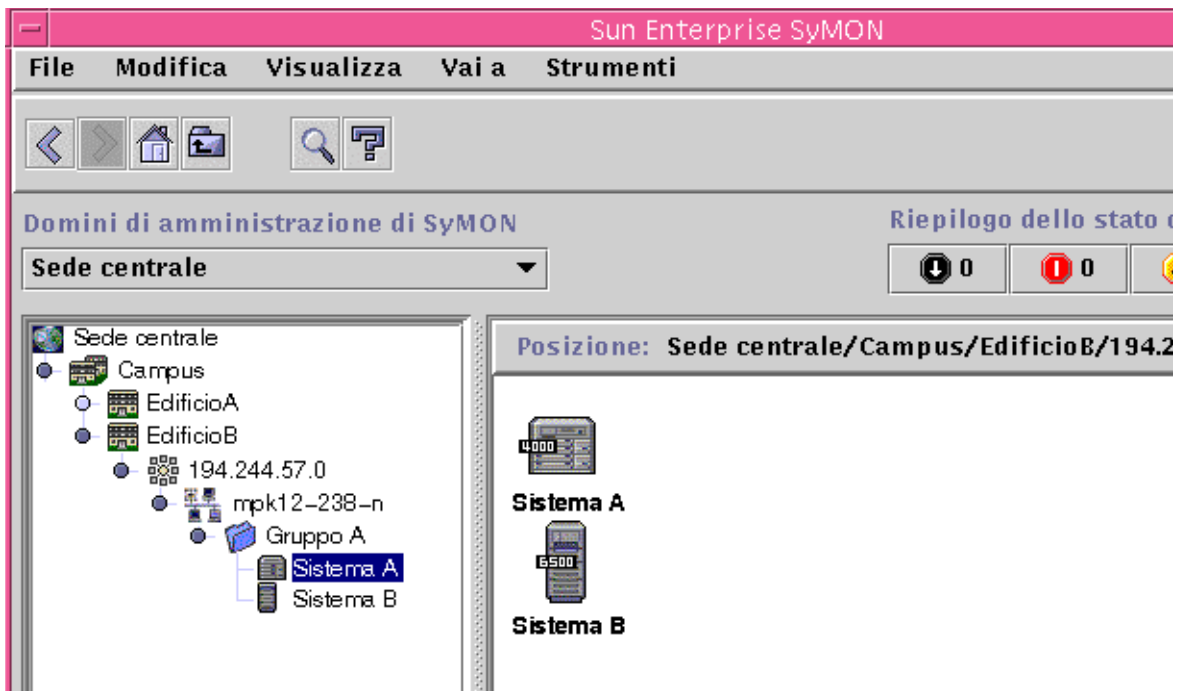 Sun Enterprise SyMON
File Modifica Visualizza Vai a Strumenti
Domini di amministrazione di SyMON
Riepilogo dello stato
Sede centrale
0 0
Sede centrale
Campus
EdificioA
EdificioB
194.244.57.0
mpk12-238-n
Gruppo A
Sistema A
Sistema B
Posizione: Sede centrale/Campus/EdificioB/194.2
4000
Sistema A
6500
Sistema B